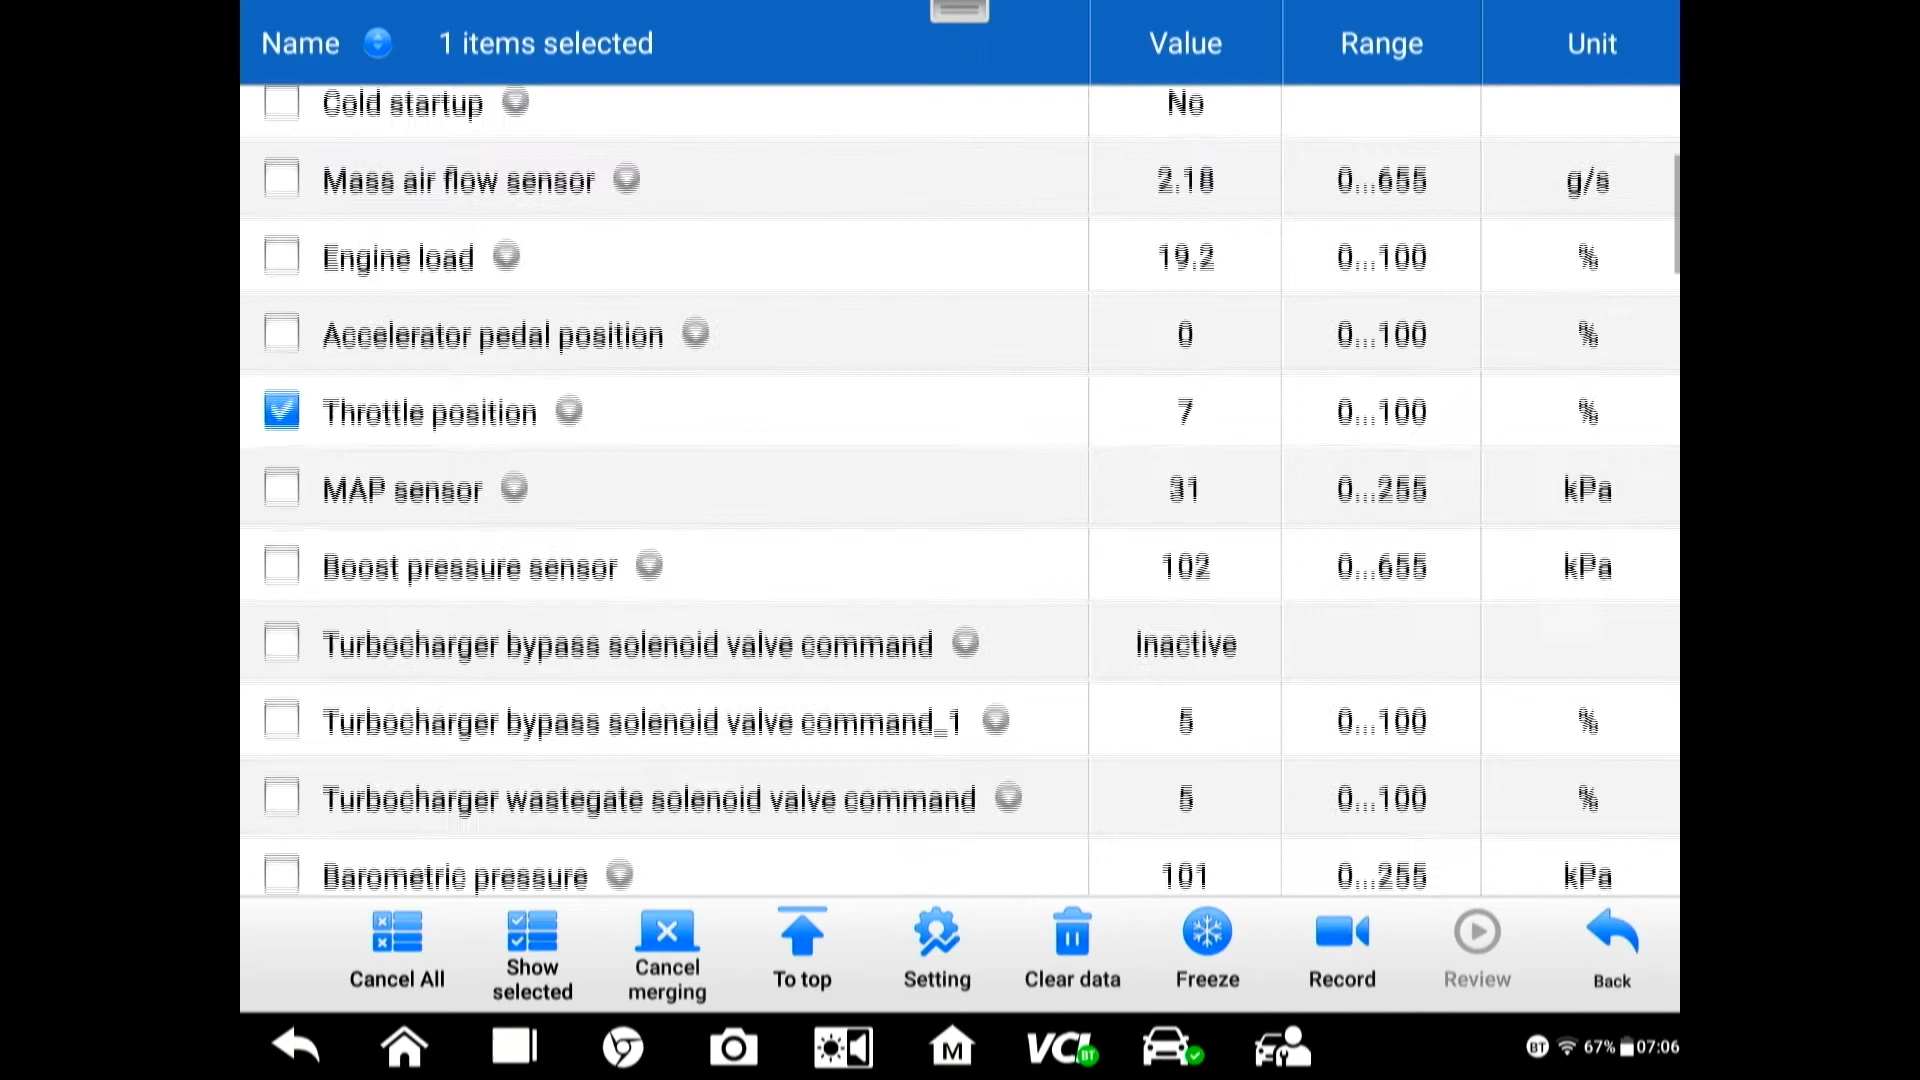 Name 1 items selected Value Range Unit
Cold startup No
Mass air flow sensor 2.18 0...655 g/s
Engine load 19.2 0...100 %
Accelerator pedal position 0 0...100 %
Throttle position 7 0...100 %
MAP sensor 31 0...255 kPa
Boost pressure sensor 102 0...655 kPa
Turbocharger bypass solenoid valve command Inactive
Turbocharger bypass solenoid valve command_1 5 0...100 %
Turbocharger wastegate solenoid valve command 5 0...100 %
Barometric pressure 101 0...255 kPa
Cancel All
Show
selected
Cancel
merging
To top
Setting
Clear data
Freeze
Record
Review
Back
M VCI BT BT 67% 07:06